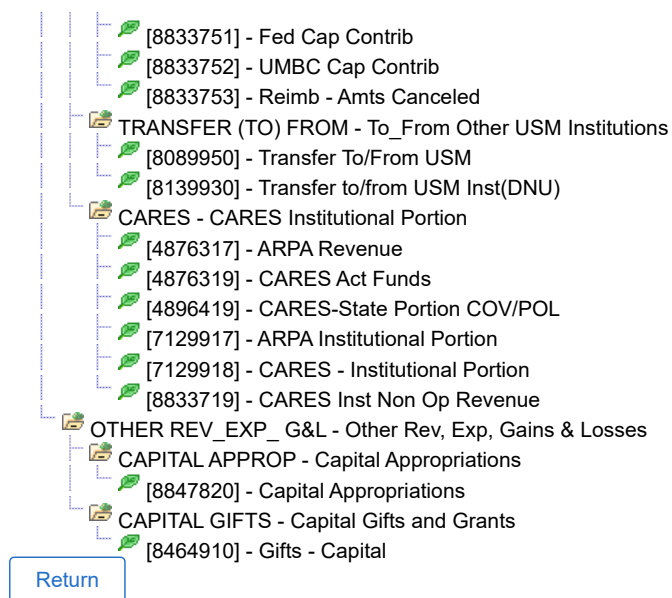 [8833751] - Fed Cap Contrib
[8833752] - UMBC Cap Contrib
[8833753] - Reimb - Amts Canceled
TRANSFER (TO) FROM - To_From Other USM Institutions
[8089950] - Transfer To/From USM
[8139930] - Transfer to/from USM Inst(DNU)
CARES - CARES Institutional Portion
[4876317] - ARPA Revenue
[4876319] - CARES Act Funds
[4896419] - CARES-State Portion COV/POL
[7129917] - ARPA Institutional Portion
[7129918] - CARES - Institutional Portion
[8833719] - CARES Inst Non Op Revenue
OTHER REV_EXP_ G&L - Other Rev, Exp, Gains & Losses
CAPITAL APPROP - Capital Appropriations
[8847820] - Capital Appropriations
CAPITAL GIFTS - Capital Gifts and Grants
[8464910] - Gifts - Capital
Return